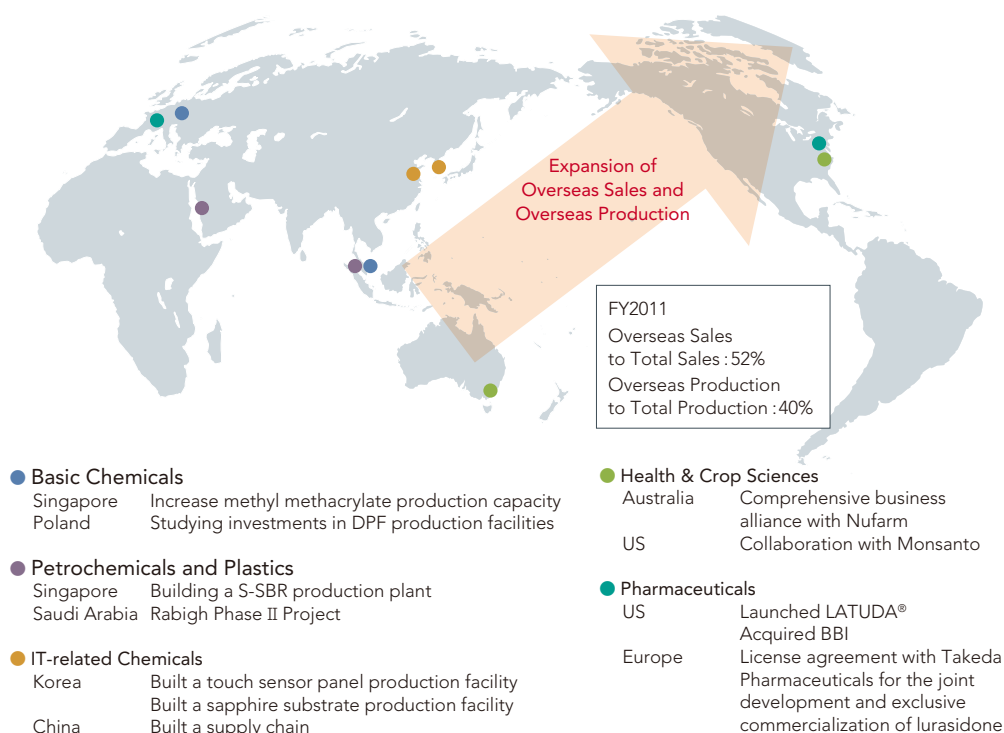 Expansion of
Overseas Sales and
Overseas Production
FY2011
Overseas Sales
to Total Sales : 52%
Overseas Production
to Total Production : 40%
Basic Chemicals
Singapore Increase methyl methacrylate production capacity
Poland Studying investments in DPF production facilities
Petrochemicals and Plastics
Singapore Building a S-SBR production plant
Saudi Arabia Rabigh Phase II Project
IT-related Chemicals
Korea Built a touch sensor panel production facility
Built a sapphire substrate production facility
China Built a supply chain
Health & Crop Sciences
Australia Comprehensive business
alliance with Nufarm
US Collaboration with Monsanto
Pharmaceuticals
US Launched LATUDA®
Acquired BBI
Europe License agreement with Takeda
Pharmaceuticals for the joint
development and exclusive
commercialization of lurasidone